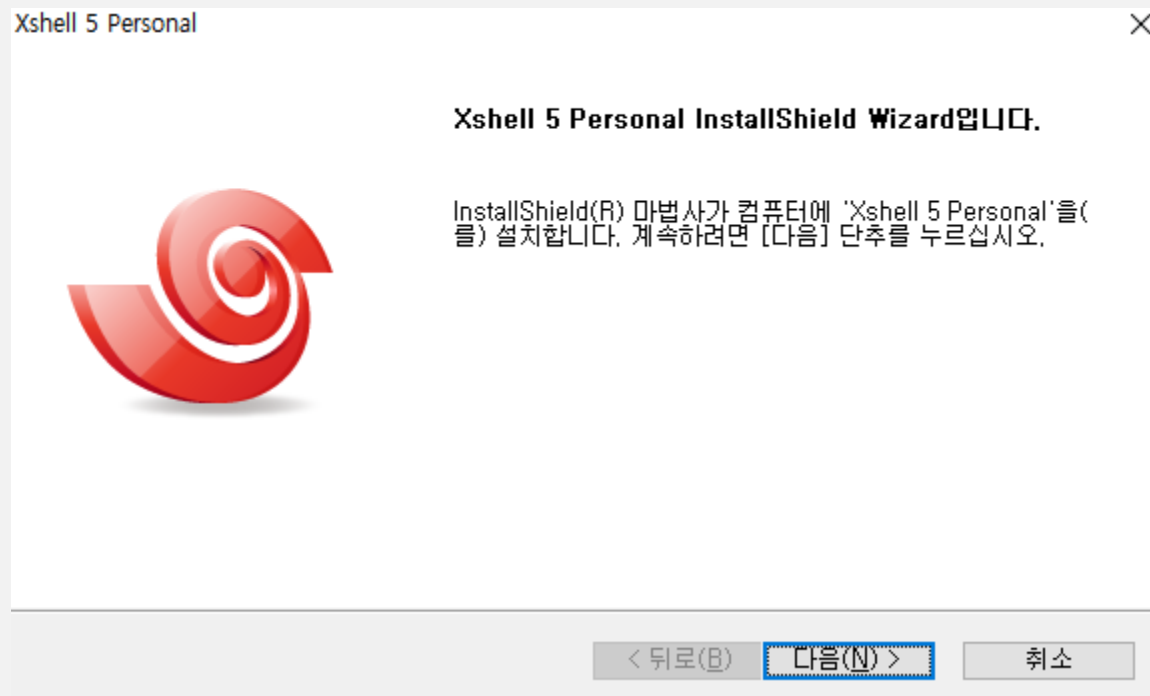 Xshell 5 Personal
Xshell 5 Personal InstallShield Wizard입니다.
InstallShield(R) 마법사가 컴퓨터에 'Xshell 5 Personal'을(
를) 설치합니다. 계속하려면 [다음] 단추를 누르십시오.
< 뒤로(B) 다음(N) > 취소